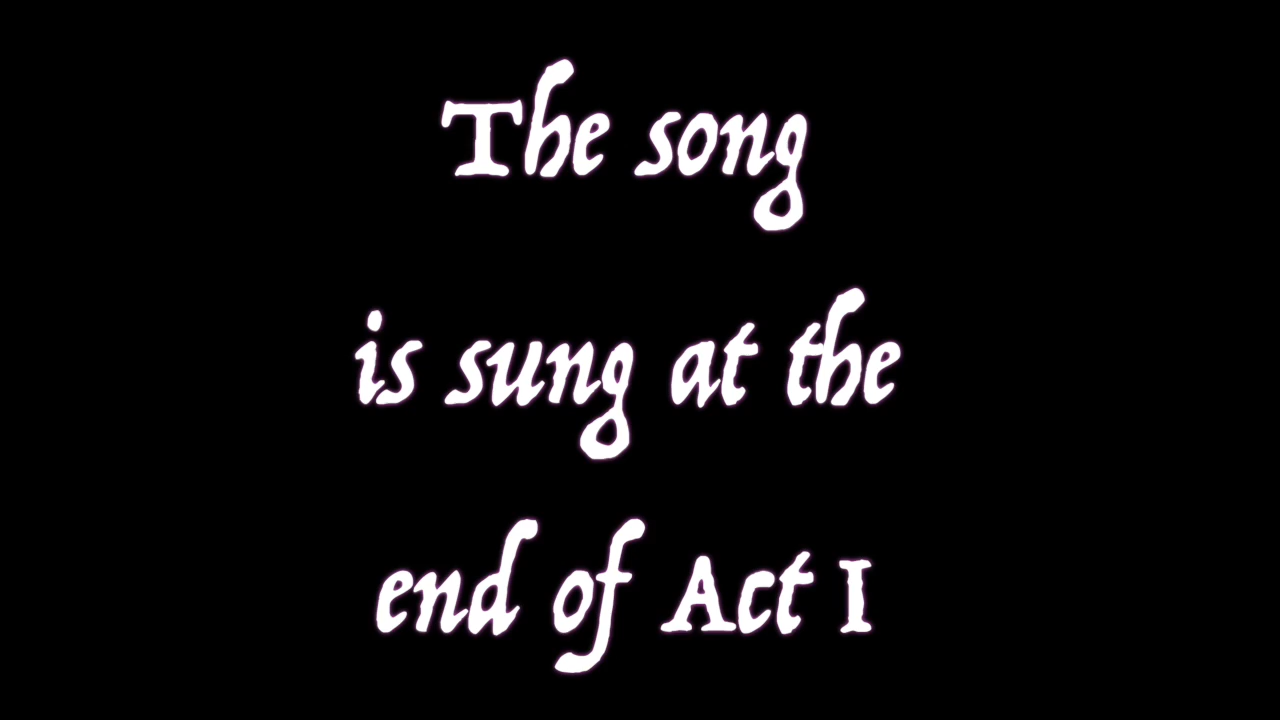 The song
is sung at the
end of Act I